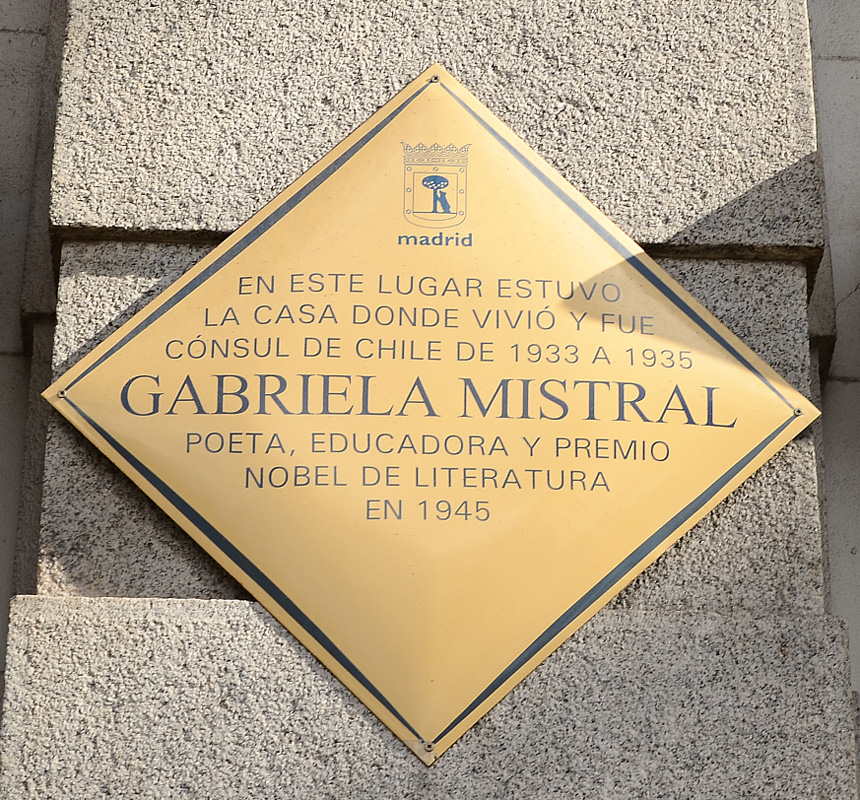 madrid
EN ESTE LUGAR ESTUVO
LA CASA DONDE VIVIÓ Y FUE
CÓNSUL DE CHILE DE 1933 A 1935
GABRIELA MISTRAL
POETA, EDUCADORA Y PREMIO
NOBEL DE LITERATURA
EN 1945